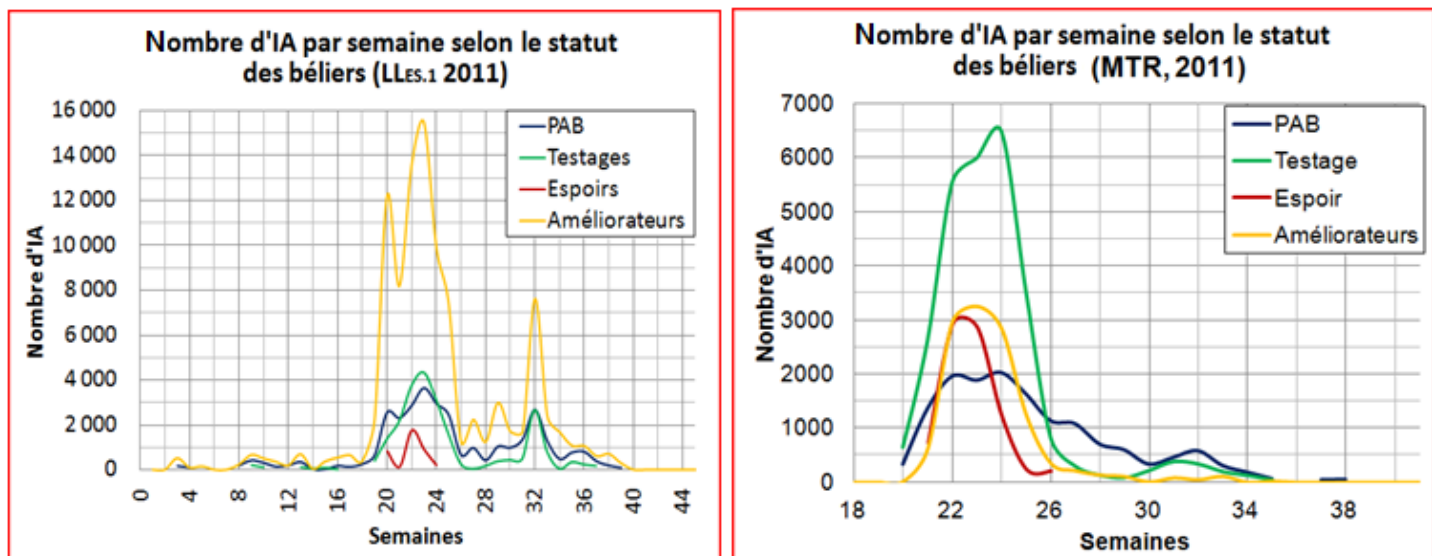 Nombre d'IA par semaine selon le statut
des béliers (LLES.1 2011)
16 000
14 000
12 000
10 000
8 000
6 000
4 000
2 000
0
Nombre d'IA
PAB
Testages
Espoirs
Améliorateurs
0 4 8 12 16 20 24 28 32 36 40 44
Semaines
Nombre d'IA par semaine selon le statut
des béliers (MTR, 2011)
7000
6000
5000
4000
3000
2000
1000
0
Nombre d'IA
PAB
Testage
Espoir
Améliorateurs
18 22 26 30 34 38
Semaines